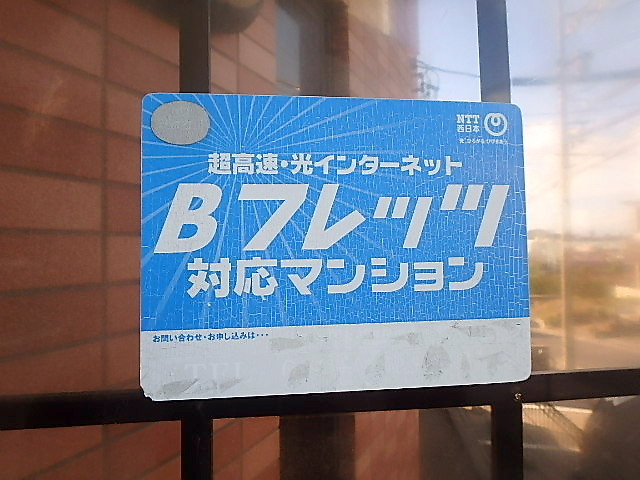 NTT
西日本
超高速・光インターネット
Bフレッツ
対応マンション
お問い合わせ・お申し込みは・・・